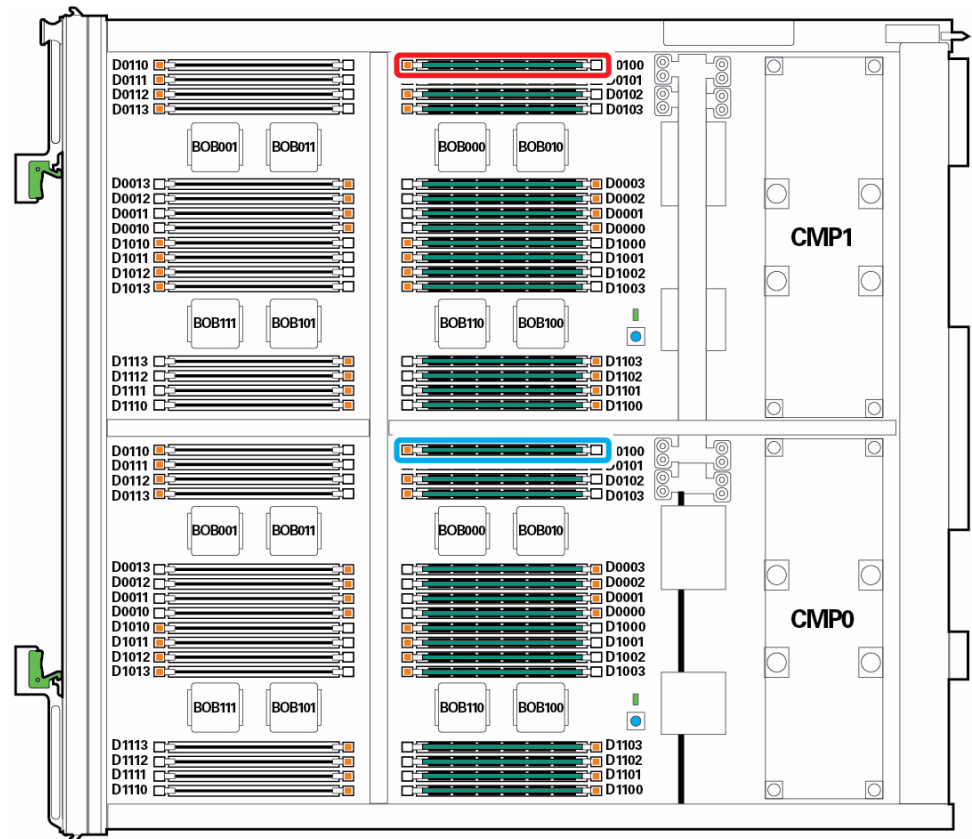 D0110
D0111
D0112
D0113
0100
D0101
D0102
D0103
BOB001 BOB011 BOB000 BOB010
D0013
D0012
D0011
D0010
D1010
D1011
D1012
D1013
D0003
D0002
D0001
D0000
D1000
D1001
D1002
D1003
CMP1
BOB111 BOB101 BOB110 BOB100
D1113
D1112
D1111
D1110
D1103
D1102
D1101
D1100
D0110
D0111
D0112
D0113
0100
D0101
D0102
D0103
BOB001 BOB011 BOB000 BOB010
D0013
D0012
D0011
D0010
D1010
D1011
D1012
D1013
D0003
D0002
D0001
D0000
D1000
D1001
D1002
D1003
CMP0
BOB111 BOB101 BOB110 BOB100
D1113
D1112
D1111
D1110
D1103
D1102
D1101
D1100